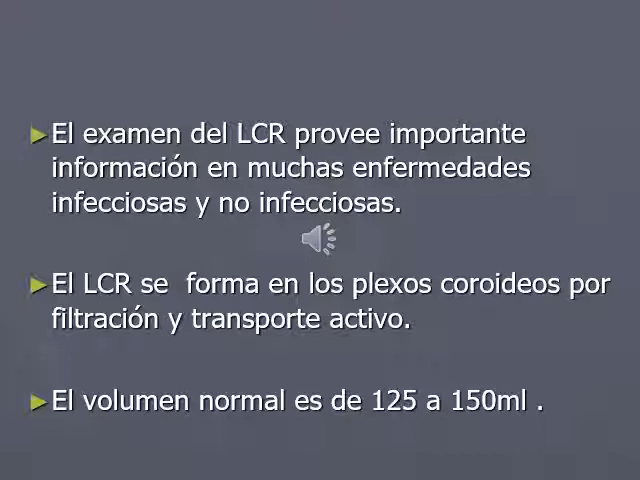 ►El examen del LCR provee importante
información en muchas enfermedades
infecciosas y no infecciosas.
►El LCR se  forma en los plexos coroideos por
filtración y transporte activo.
►El volumen normal es de 125 a 150ml .